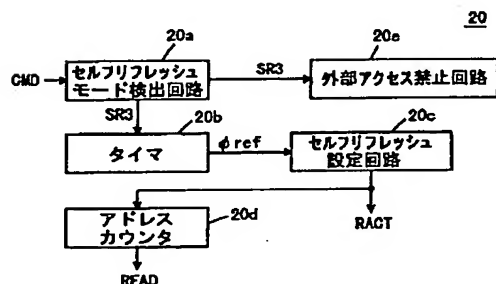 20
20a
20e
CMD
セルフリフレッシュ
モード検出回路
SR3
外部アクセス禁止回路
SR3
20b
20c
タイマ
φref
セルフリフレッシュ
設定回路
アドレス
カウンタ
20d
RACT
READ